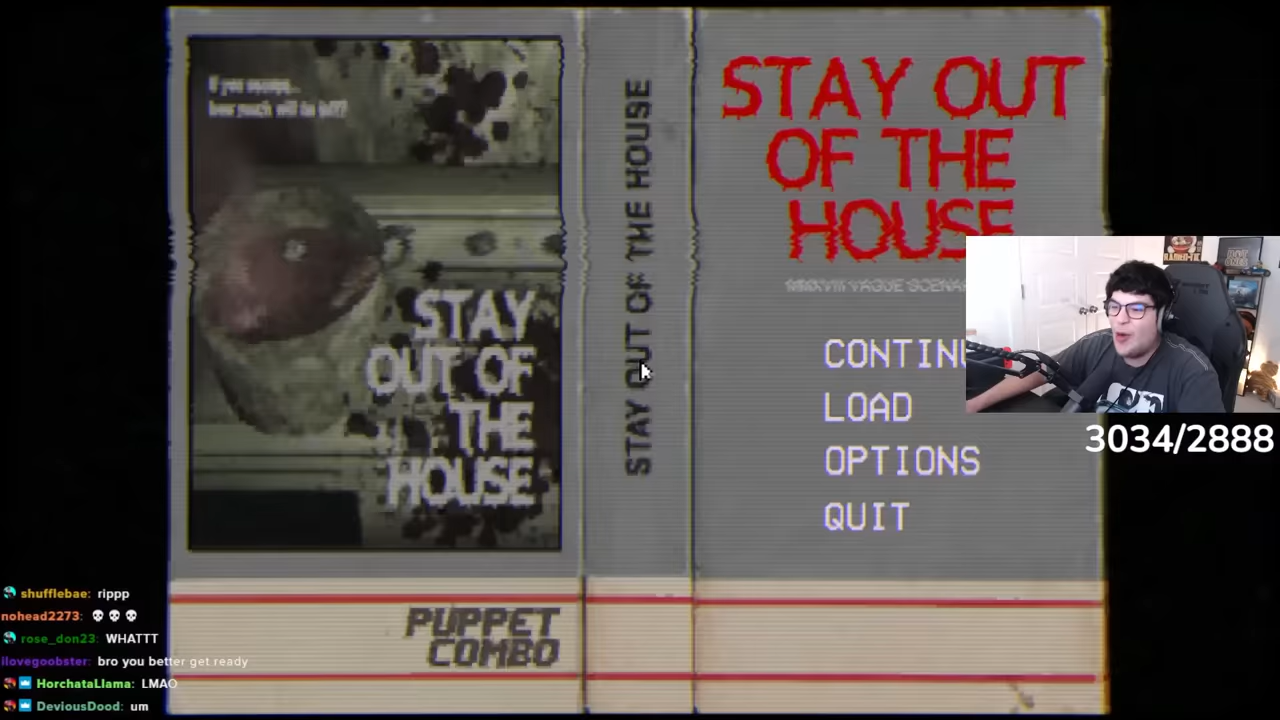 If you escape...
how much will be left?
STAY
OUT OF
THE
HOUSE
PUPPET
COMBO
STAY OUT OF THE HOUSE
STAY OUT
OF THE
HOUSE
MMXVIII VAGUE
CONTINU
LOAD
OPTIONS
QUIT
3034/2888
shufflebae: rippp
nohead2273: 💀💀💀
rose_don23: WHATTT
ilovegoobster: bro you better get ready
HorchataLlama: LMAO
DeviousDood: um